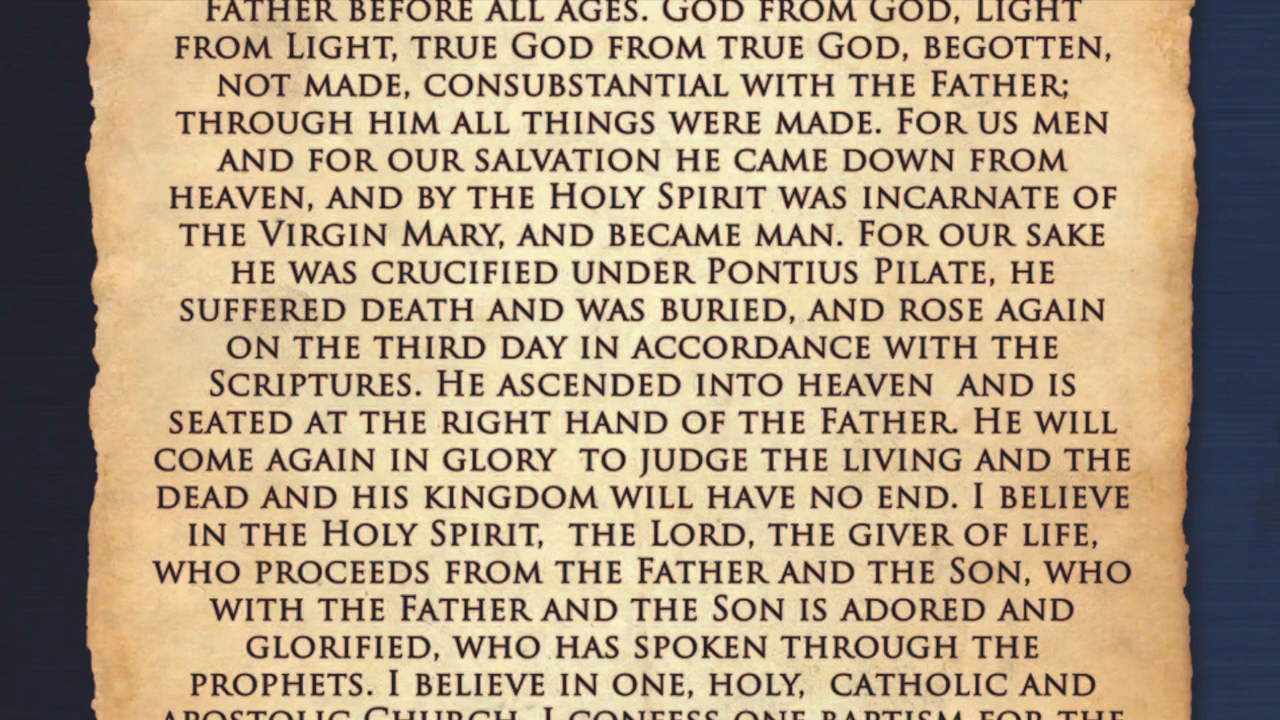 Father before all ages. God from God, Light
from Light, true God from true God, begotten,
not made, consubstantial with the Father;
through him all things were made. For us men
and for our salvation he came down from
heaven, and by the Holy Spirit was incarnate of
the Virgin Mary, and became man. For our sake
he was crucified under Pontius Pilate, he
suffered death and was buried, and rose again
on the third day in accordance with the
Scriptures. He ascended into heaven  and is
seated at the right hand of the Father. He will
come again in glory  to judge the living and the
dead and his kingdom will have no end. I believe
in the Holy Spirit,  the Lord, the giver of life,
who proceeds from the Father and the Son, who
with the Father and the Son is adored and
glorified, who has spoken through the
prophets. I believe in one, holy,  catholic and
apostolic Church. I confess one baptism for the